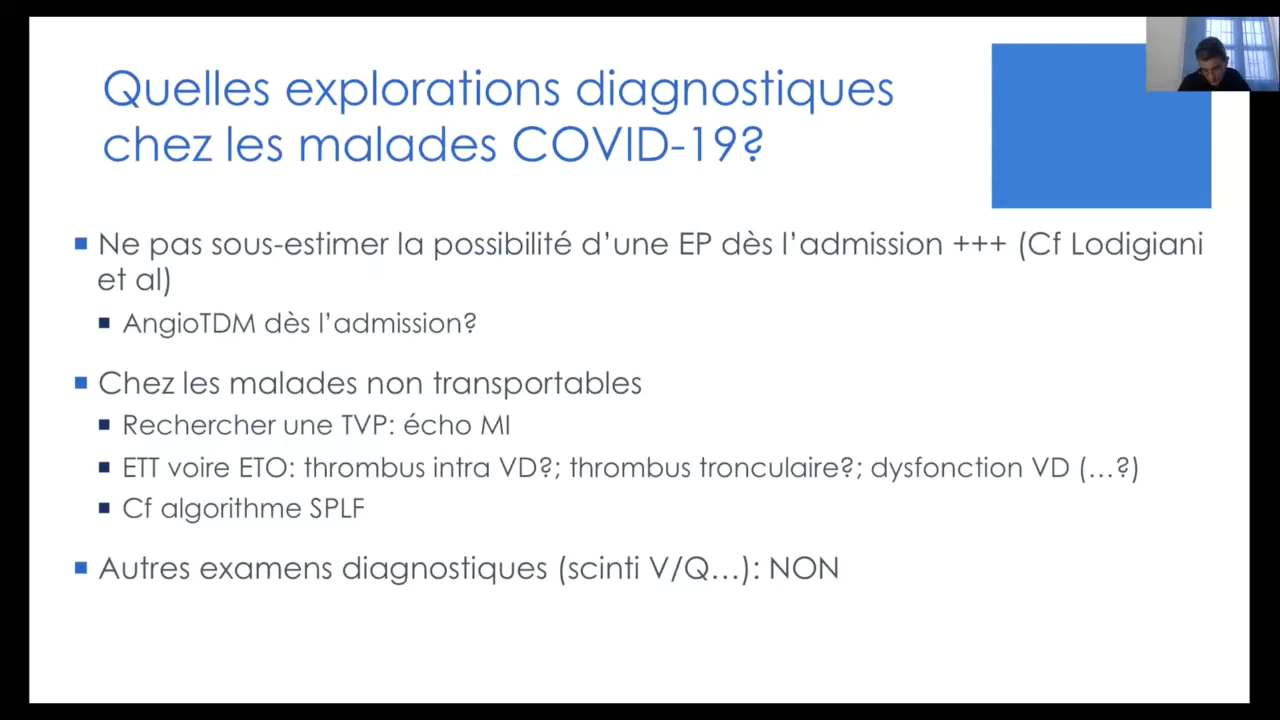 Quelles explorations diagnostiques
chez les malades COVID-19?
Ne pas sous-estimer la possibilité d’une EP dès l’admission +++ (Cf Lodigiani
et al)
AngioTDM dès l’admission?
Chez les malades non transportables
Rechercher une TVP: écho MI
ETT voire ETO: thrombus intra VD?; thrombus tronculaire?; dysfonction VD (…?)
Cf algorithme SPLF
Autres examens diagnostiques (scinti V/Q…): NON